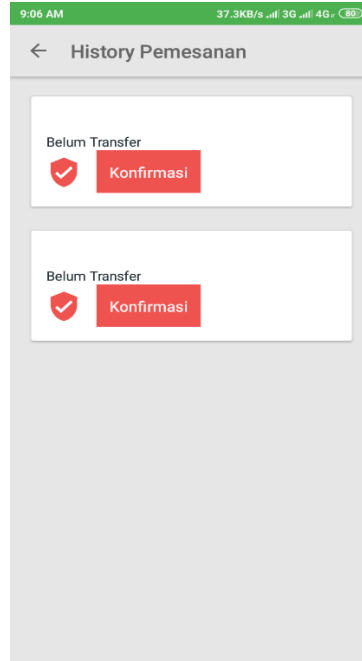 9:06 AM 37.3KB/s 3G 4G 80
History Pemesanan
Belum Transfer
Konfirmasi
Belum Transfer
Konfirmasi